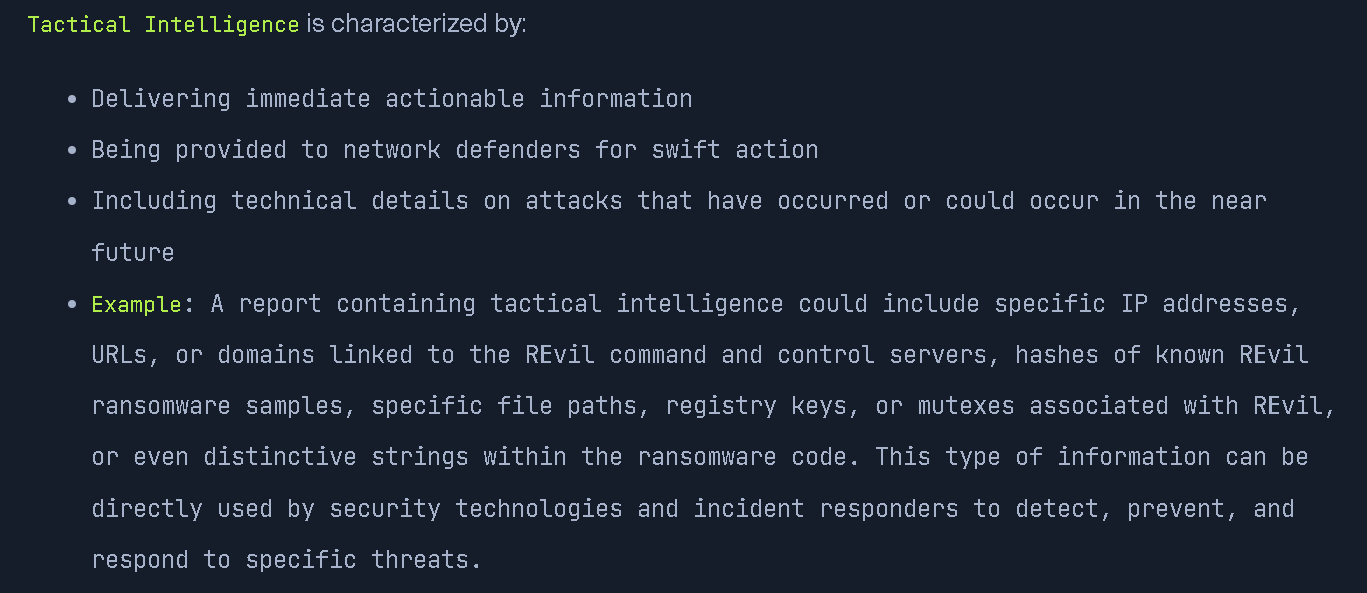 Tactical Intelligence is characterized by:
• Delivering immediate actionable information
• Being provided to network defenders for swift action
• Including technical details on attacks that have occurred or could occur in the near
future
• Example: A report containing tactical intelligence could include specific IP addresses,
URLs, or domains linked to the REvil command and control servers, hashes of known REvil
ransomware samples, specific file paths, registry keys, or mutexes associated with REvil,
or even distinctive strings within the ransomware code. This type of information can be
directly used by security technologies and incident responders to detect, prevent, and
respond to specific threats.